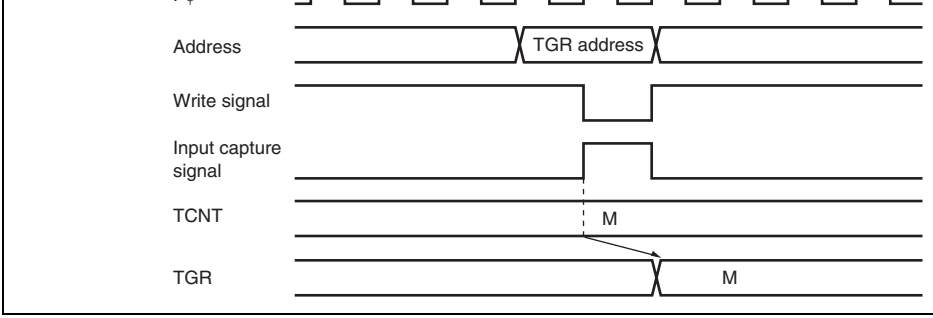 Address
TGR address
Write signal
Input capture
signal
TCNT
M
TGR
M